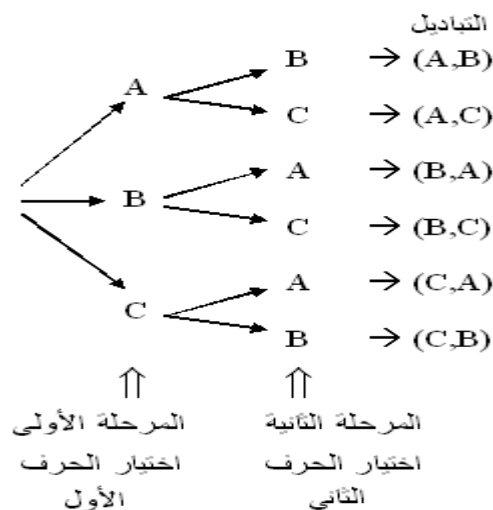 التباديل
B → (A,B)
A
C → (A,C)
A → (B,A)
B
C → (B,C)
A → (C,A)
C
B → (C,B)
⇑ ⇑
المرحلة الأولى
اختيار الحرف
الأول
المرحلة الثانية
اختيار الحرف
الثاني